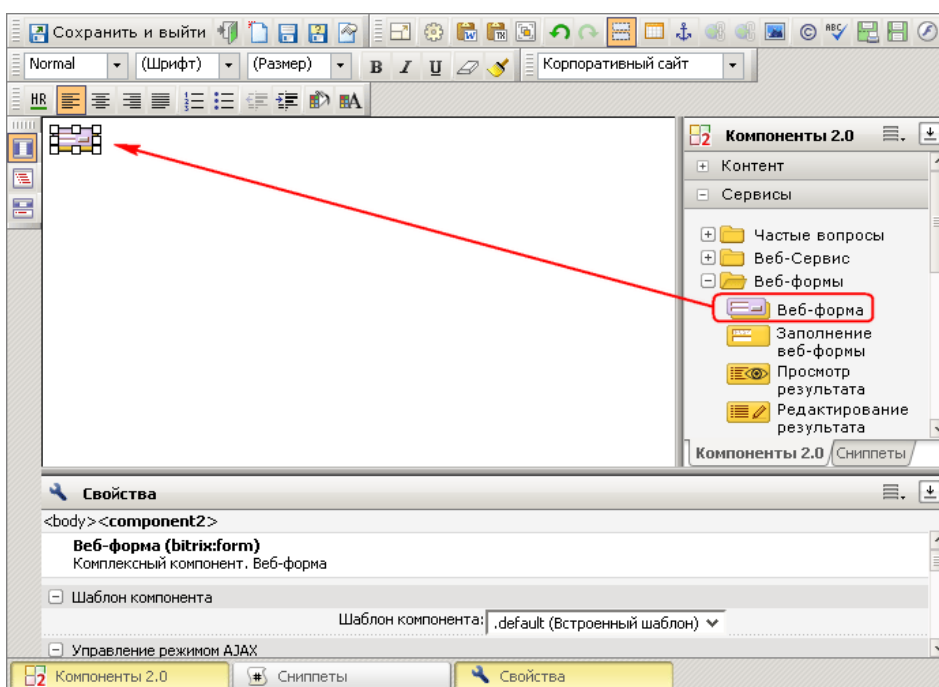 Сохранить и выйти
Normal (Шрифт) (Размер) B I U Корпоративный сайт
HR
Компоненты 2.0
Контент
Сервисы
Частые вопросы
Веб-Сервис
Веб-формы
Веб-форма
Заполнение
веб-формы
Просмотр
результата
Редактирование
результата
Компоненты 2.0 Сниппеты
Свойства
<body><component2>
Веб-форма (bitrix:form)
Комплексный компонент. Веб-форма
Шаблон компонента
Шаблон компонента: .default (Встроенный шаблон)
Управление режимом AJAX
Компоненты 2.0 Сниппеты Свойства